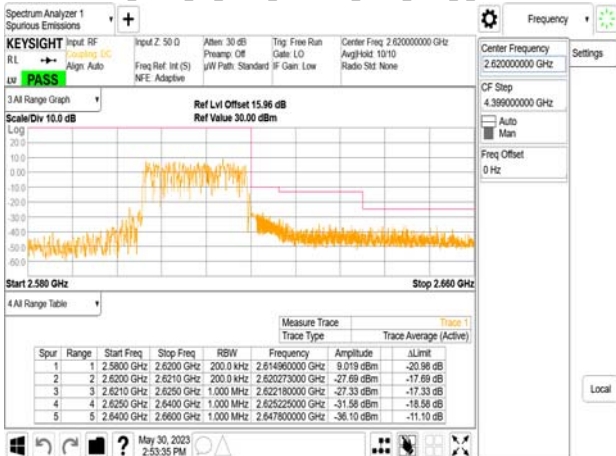 Spectrum Analyzer 1
Spurious Emissions
Frequency
KEYSIGHT Input: RF Input Z: 50 Ω Atten: 30 dB Trig: Free Run Center Freq: 2.620000000 GHz
RL Coupling: DC Preamp: Off Gate: LO Avg|Hold: 10/10
Align: Auto Freq Ref: Int (S) µW Path: Standard IF Gain: Low Radio Std: None
NFE: Adaptive
PASS
Center Frequency
2.620000000 GHz
Settings
CF Step
4.399000000 GHz
Auto
Man
Freq Offset
0 Hz
3 All Range Graph
Ref Lvl Offset 15.96 dB
Scale/Div 10.0 dB Ref Value 30.00 dBm
Log
20.0
10.0
0.00
-10.0
-20.0
-30.0
-40.0
-50.0
-60.0
Start 2.580 GHz Stop 2.660 GHz
4 All Range Table
Measure Trace Trace 1
Trace Type Trace Average (Active)
Spur Range Start Freq Stop Freq RBW Frequency Amplitude ΔLimit
1 1 2.5800 GHz 2.6200 GHz 200.0 kHz 2.614960000 GHz 9.019 dBm -20.98 dB
2 2 2.6200 GHz 2.6210 GHz 200.0 kHz 2.620273000 GHz -27.69 dBm -17.69 dB
3 3 2.6210 GHz 2.6250 GHz 1.000 MHz 2.622180000 GHz -27.33 dBm -17.33 dB
4 4 2.6250 GHz 2.6400 GHz 1.000 MHz 2.625225000 GHz -31.58 dBm -18.58 dB
5 5 2.6400 GHz 2.6600 GHz 1.000 MHz 2.647800000 GHz -36.10 dBm -11.10 dB
Local
May 30, 2023
2:53:35 PM